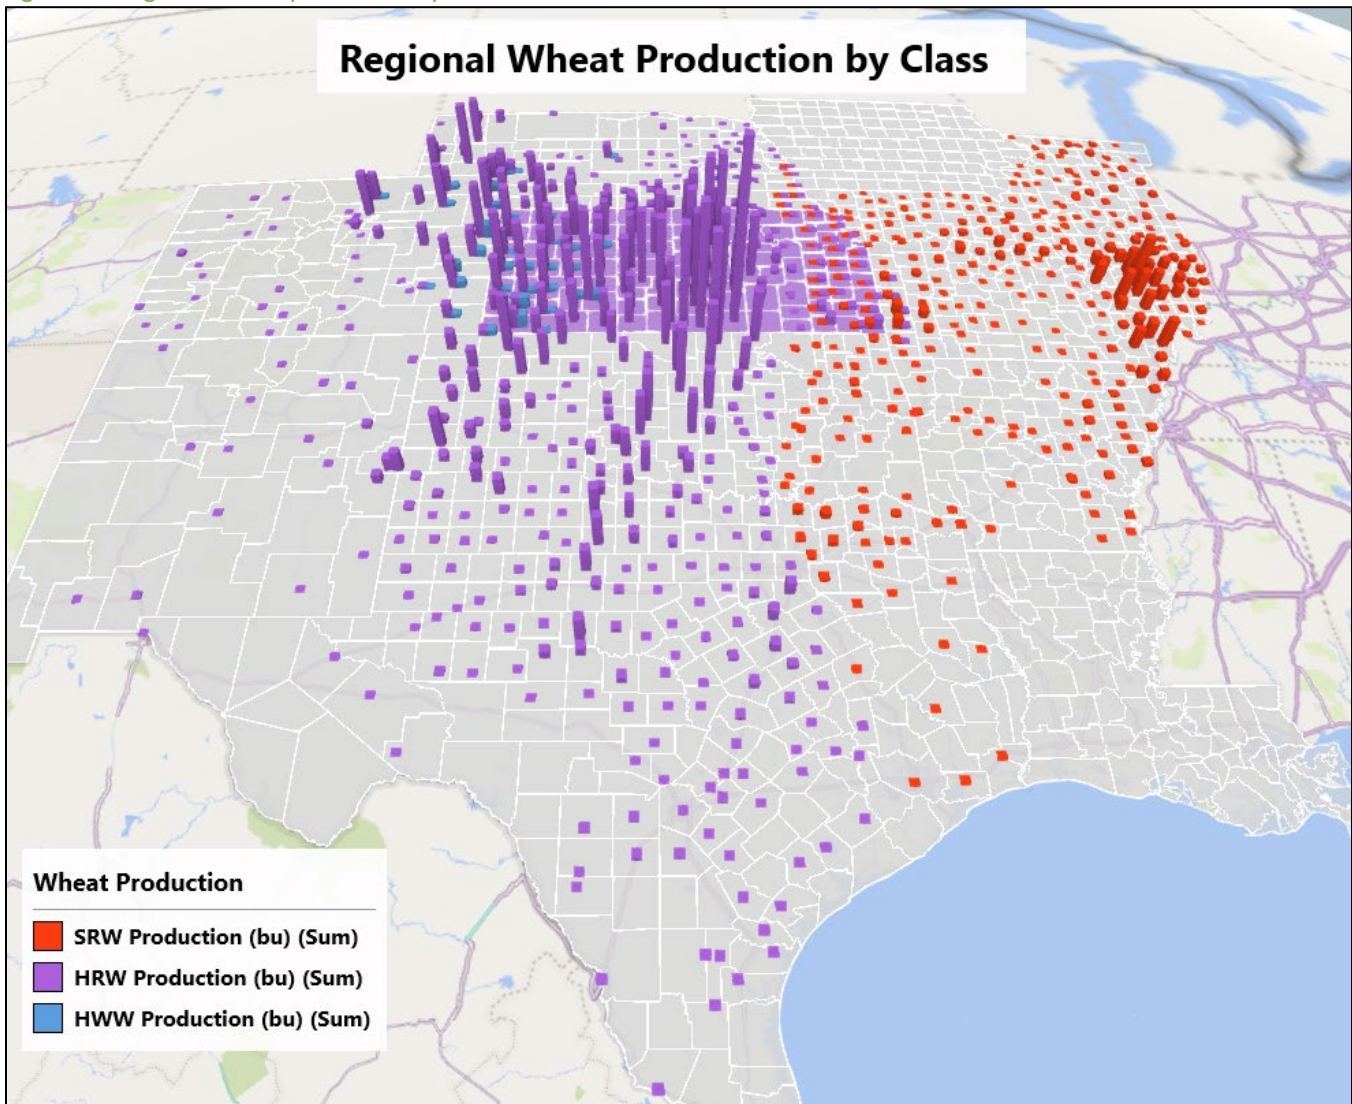 Regional Wheat Production by Class
Wheat Production
SRW Production (bu) (Sum)
HRW Production (bu) (Sum)
HWW Production (bu) (Sum)